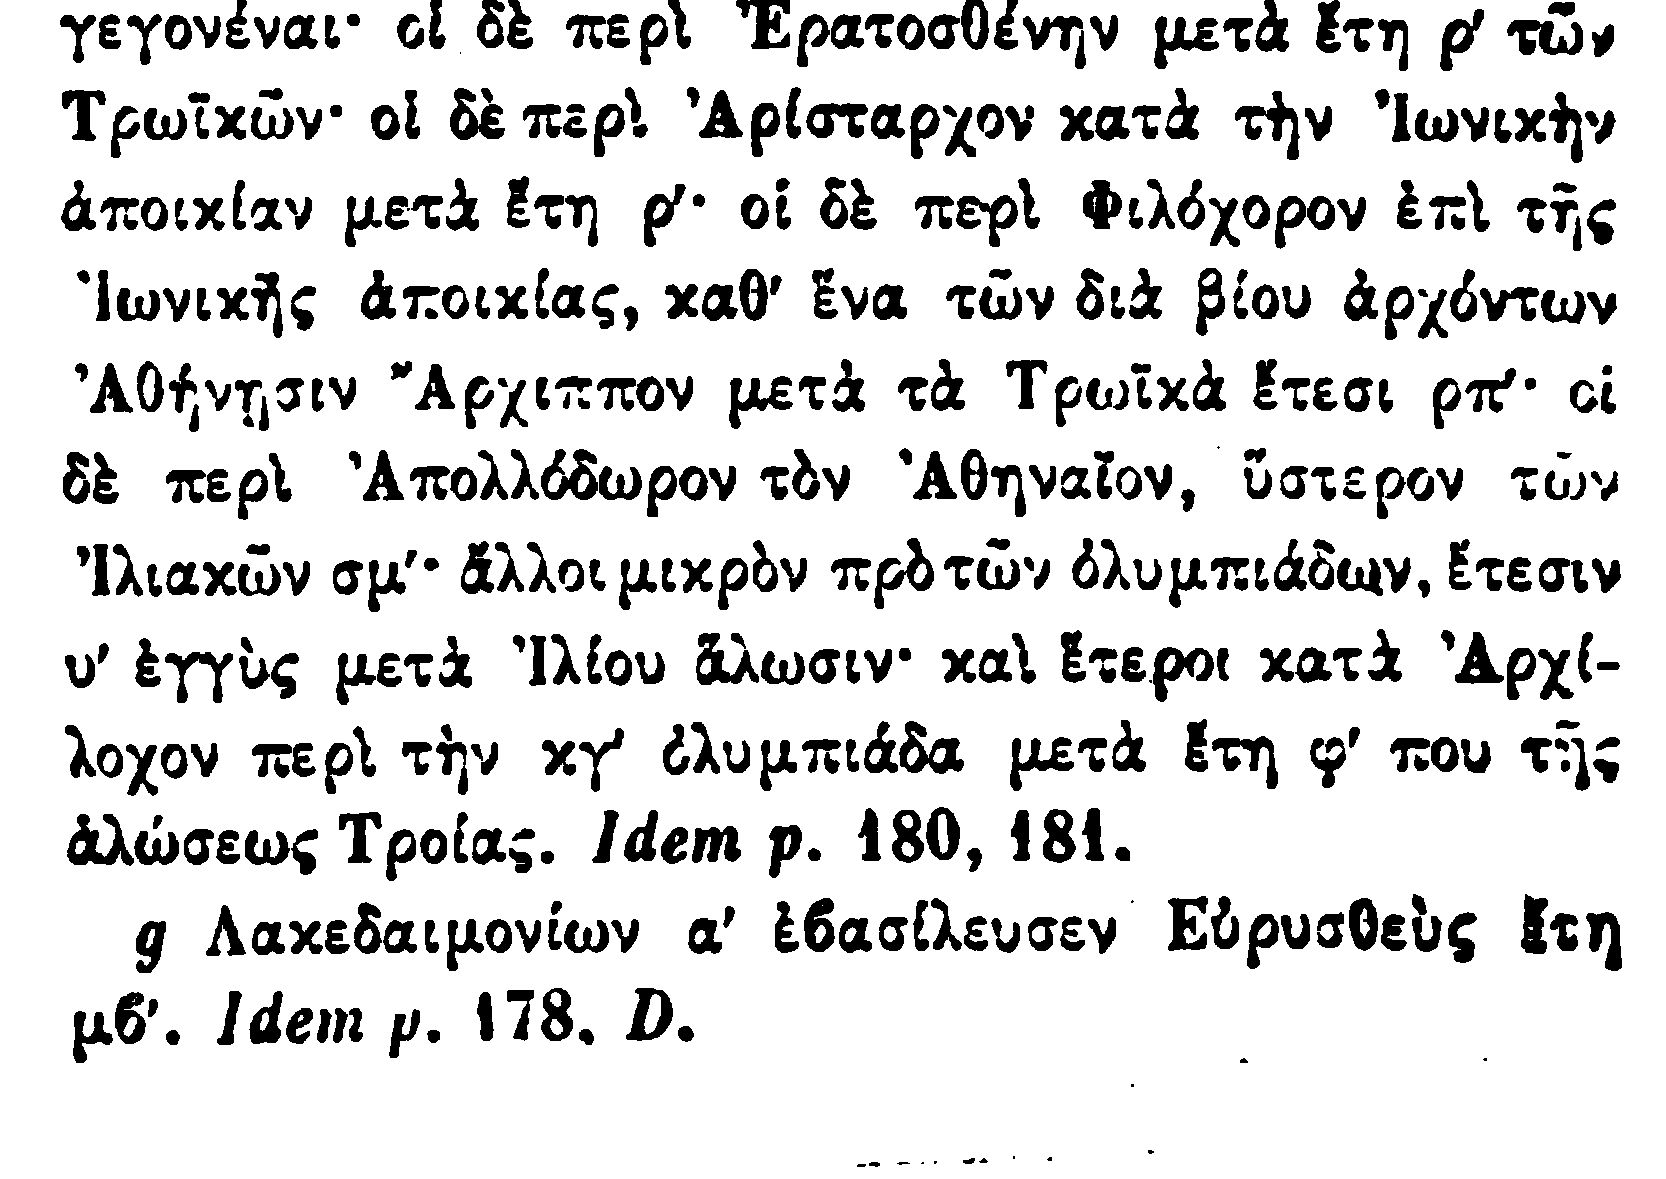 γεγονέναι· οἱ δὲ περὶ Ἐρατοσθένην μετὰ ἔτη ρ′ τῶν
Τρωϊκῶν· οἱ δὲ περὶ Ἀρίσταρχον κατὰ τὴν Ἰωνικὴν
ἀποικίαν μετὰ ἔτη ρ′· οἱ δὲ περὶ Φιλόχορον ἐπὶ τῆς
Ἰωνικῆς ἀποικίας, καθ′ ἕνα τῶν διὰ βίου ἀρχόντων
Ἀθήνῃσιν Ἄρχιππον μετὰ τὰ Τρωϊκὰ ἔτεσι ρπ′· οἱ
δὲ περὶ Ἀπολλόδωρον τὸν Ἀθηναῖον, ὕστερον τῶν
Ἰλιακῶν σμ′· ἄλλοι μικρὸν πρὸ τῶν ὀλυμπιάδων, ἔτεσιν
υ′ ἐγγὺς μετὰ Ἰλίου ἅλωσιν· καὶ ἕτεροι κατὰ Ἀρχί-
λοχον περὶ τὴν κγ′ ὀλυμπιάδα μετὰ ἔτη φ′ που τῆς
ἁλώσεως Τροίας. Idem p. 180, 181.
g Λακεδαιμονίων α′ ἐϐασίλευσεν Εὐρυσθεὺς ἔτη
μϐ′. Idem p. 178. D.